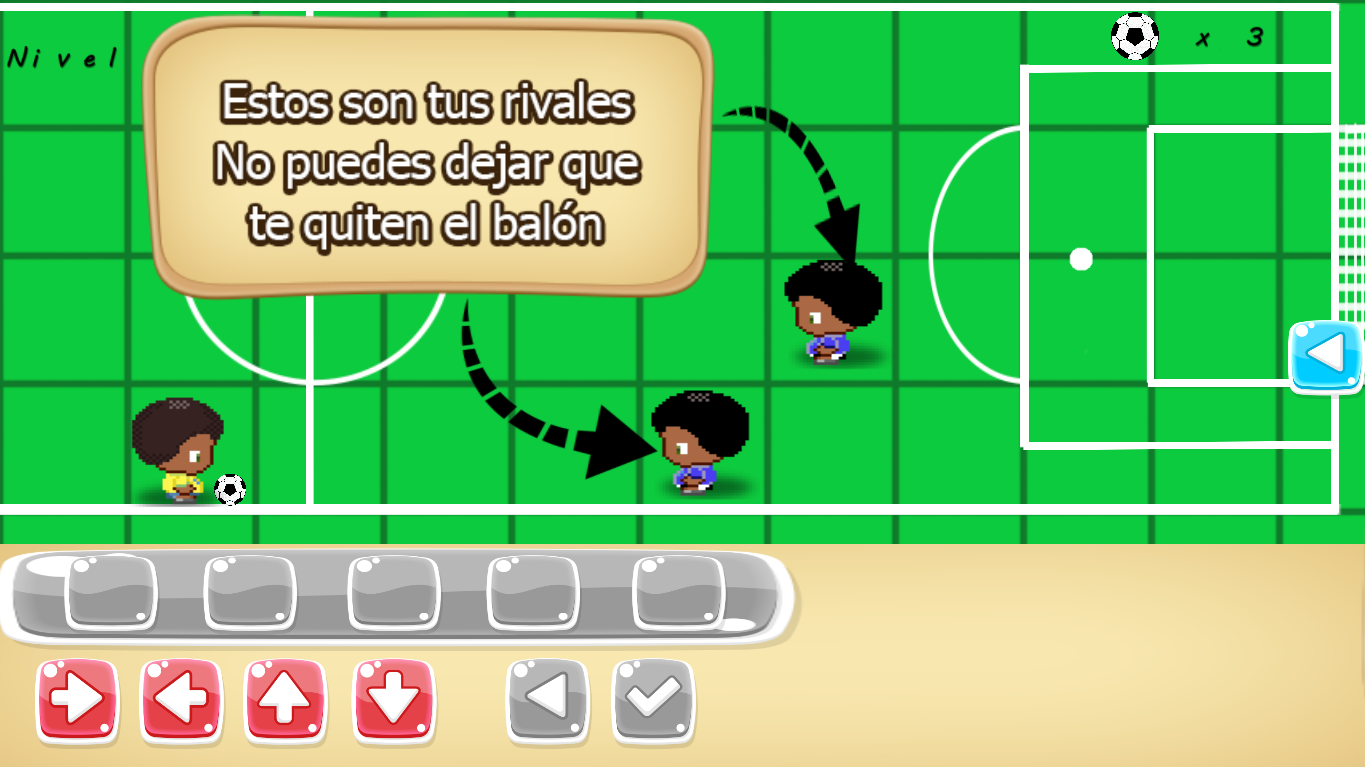 Nivel
x 3
Estos son tus rivales
No puedes dejar que
te quiten el balón